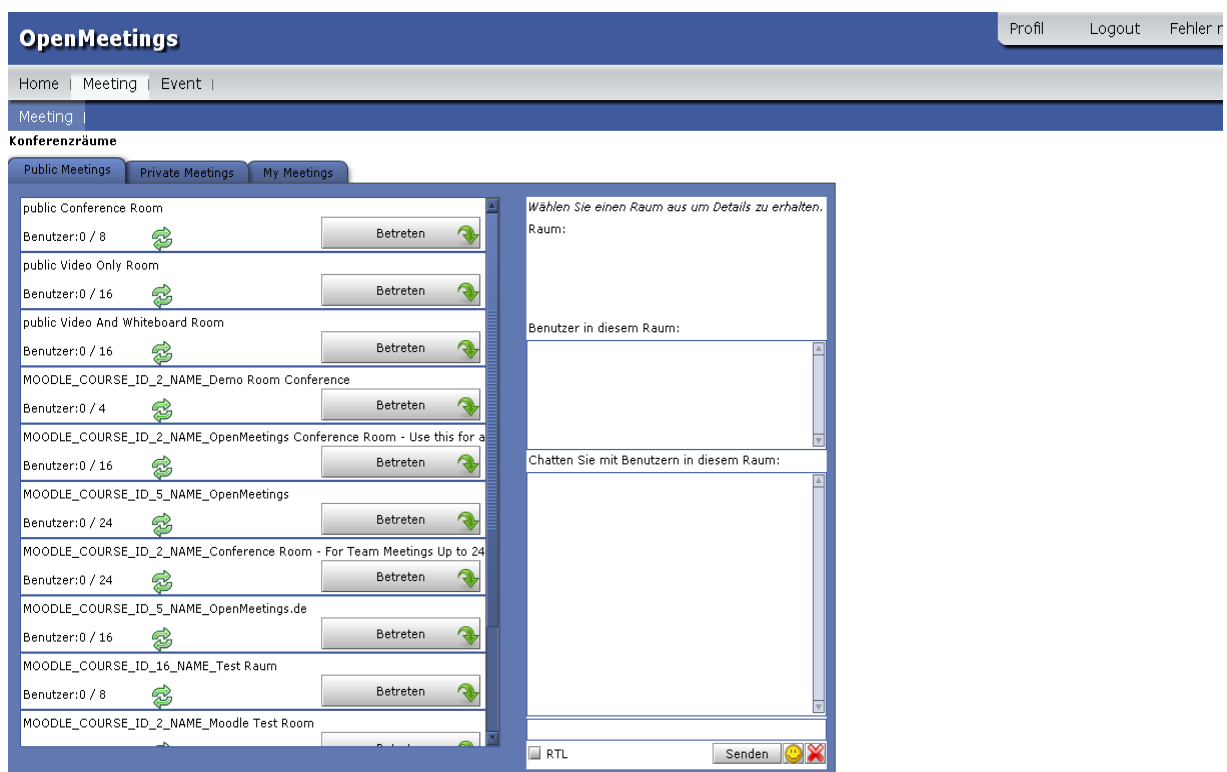 OpenMeetings
Profil Logout Fehler
Home Meeting Event
Meeting
Konferenzräume
Public Meetings Private Meetings My Meetings
public Conference Room
Benutzer:0 / 8 Betreten
public Video Only Room
Benutzer:0 / 16 Betreten
public Video And Whiteboard Room
Benutzer:0 / 16 Betreten
MOODLE_COURSE_ID_2_NAME_Demo Room Conference
Benutzer:0 / 4 Betreten
MOODLE_COURSE_ID_2_NAME_OpenMeetings Conference Room - Use this for a
Benutzer:0 / 16 Betreten
MOODLE_COURSE_ID_5_NAME_OpenMeetings
Benutzer:0 / 24 Betreten
MOODLE_COURSE_ID_2_NAME_Conference Room - For Team Meetings Up to 24
Benutzer:0 / 24 Betreten
MOODLE_COURSE_ID_5_NAME_OpenMeetings.de
Benutzer:0 / 16 Betreten
MOODLE_COURSE_ID_16_NAME_Test Raum
Benutzer:0 / 8 Betreten
MOODLE_COURSE_ID_2_NAME_Moodle Test Room
Wählen Sie einen Raum aus um Details zu erhalten.
Raum:
Benutzer in diesem Raum:
Chatten Sie mit Benutzern in diesem Raum:
RTL Senden